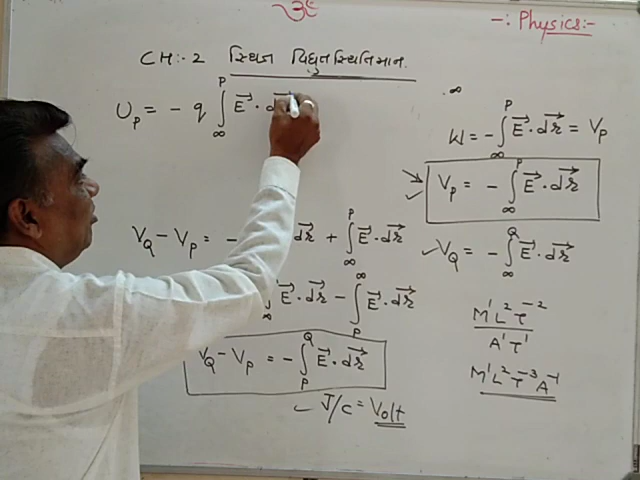 ૐ
-: Physics:-
CH:- 2 સ્થિત વિદ્યુતસ્થિતિમાન.
U_P = - q ∫_∞^P E⃗ · d
.∞
W = - ∫_∞^P E⃗ · dr⃗ = V_P
V_P = - ∫_∞^P E⃗ · dr⃗
V_Q - V_P = - dr⃗ + ∫_∞^P E⃗ · dr⃗
✓ V_Q = - ∫_∞^Q E⃗ · dr⃗
E⃗ · dr⃗ - ∫_P^∞ E⃗ · dr⃗
M¹L²T⁻²
A¹T¹
V_Q - V_P = - ∫_P^Q E⃗ · dr⃗
M¹L²T⁻³A⁻¹
J/C = Volt